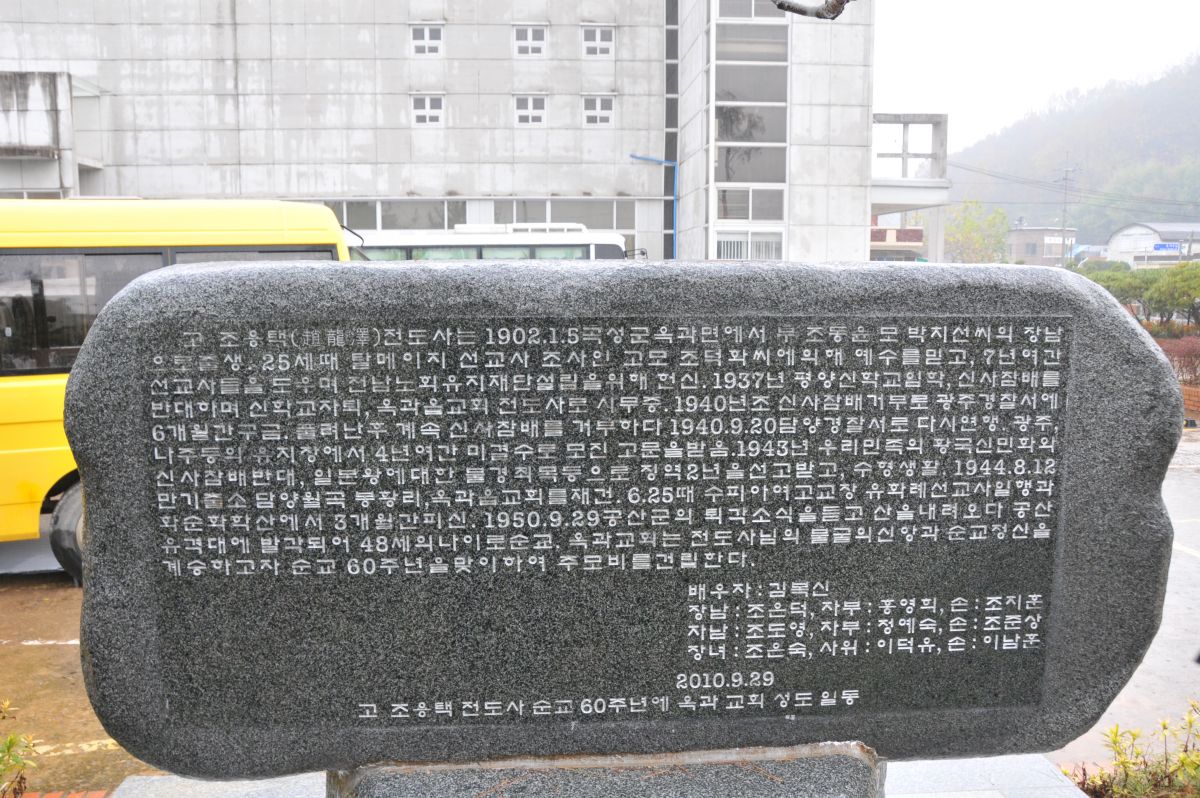 고 조용택(趙龍澤)전도사는 1902.1.5곡성군옥과면에서 부 조동윤 모 박지선씨의 장남
으로출생. 25세때 탈메이지 선교사 조사인 고모 조덕화씨에의해 예수를믿고, 7년여간
선교사들을도우며 전남노회유지재단설립을위해 헌신. 1937년 평양신학교입학, 신사참배를
반대하며 신학교자퇴, 옥과읍교회 전도사로 시무중. 1940년초 신사참배거부로 광주경찰서에
6개월간구금. 풀려난후 계속 신사참배를 거부하다 1940.9.20담양경찰서로 다시연행. 광주,
나주등의 유치장에서 4년여간 미결수로 모진 고문을받음.1943년 우리민족의 황국신민화와
신사참배반대, 일본왕에대한 불경죄목등으로 징역2년을선고받고, 수형생활. 1944.8.12
만기출소 담양월곡 봉황리,옥과읍교회를재건. 6.25때 수피아여고교장 유화례선교사일행과
화순화학산에서 3개월간피신. 1950.9.29공산군의 퇴각소식을듣고 산을내려오다 공산
유격대에 발각되어 48세의나이로순교. 옥과교회는 전도사님의 불굴의신앙과 순교정신을
계승하고자 순교 60주년을맞이하여 추모비를건립한다.
배우자 : 김복신
장남 : 조은덕, 자부 : 홍영희, 손 : 조지훈
차남 : 조도영, 자부 : 정예숙, 손 : 조준상
장녀 : 조은숙, 사위 : 이덕유, 손 : 이남훈
2010.9.29
고 조용택 전도사 순교 60주년에 옥과 교회 성도 일동